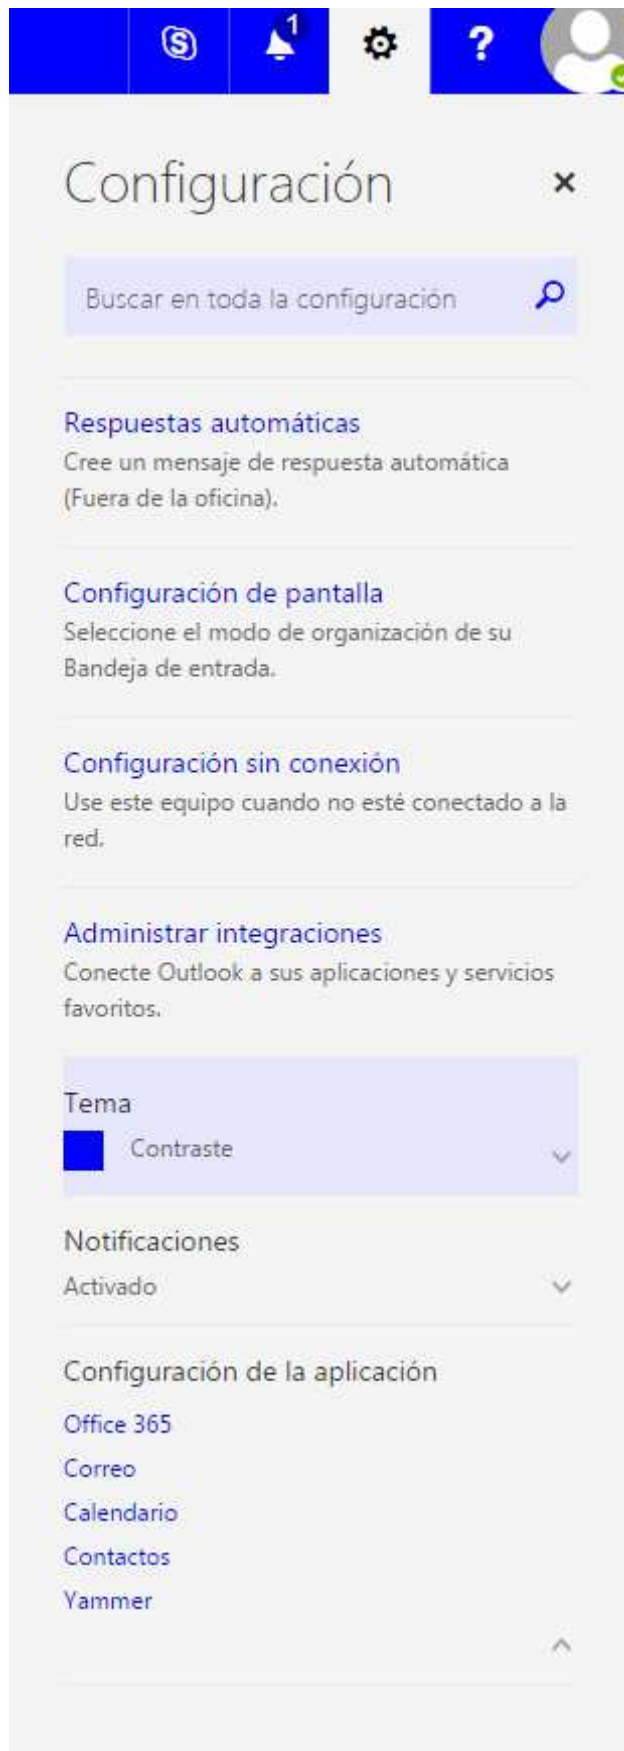 1
?
Configuración
Buscar en toda la configuración
Respuestas automáticas
Cree un mensaje de respuesta automática
(Fuera de la oficina).
Configuración de pantalla
Seleccione el modo de organización de su
Bandeja de entrada.
Configuración sin conexión
Use este equipo cuando no esté conectado a la
red.
Administrar integraciones
Conecte Outlook a sus aplicaciones y servicios
favoritos.
Tema
Contraste
Notificaciones
Activado
Configuración de la aplicación
Office 365
Correo
Calendario
Contactos
Yammer